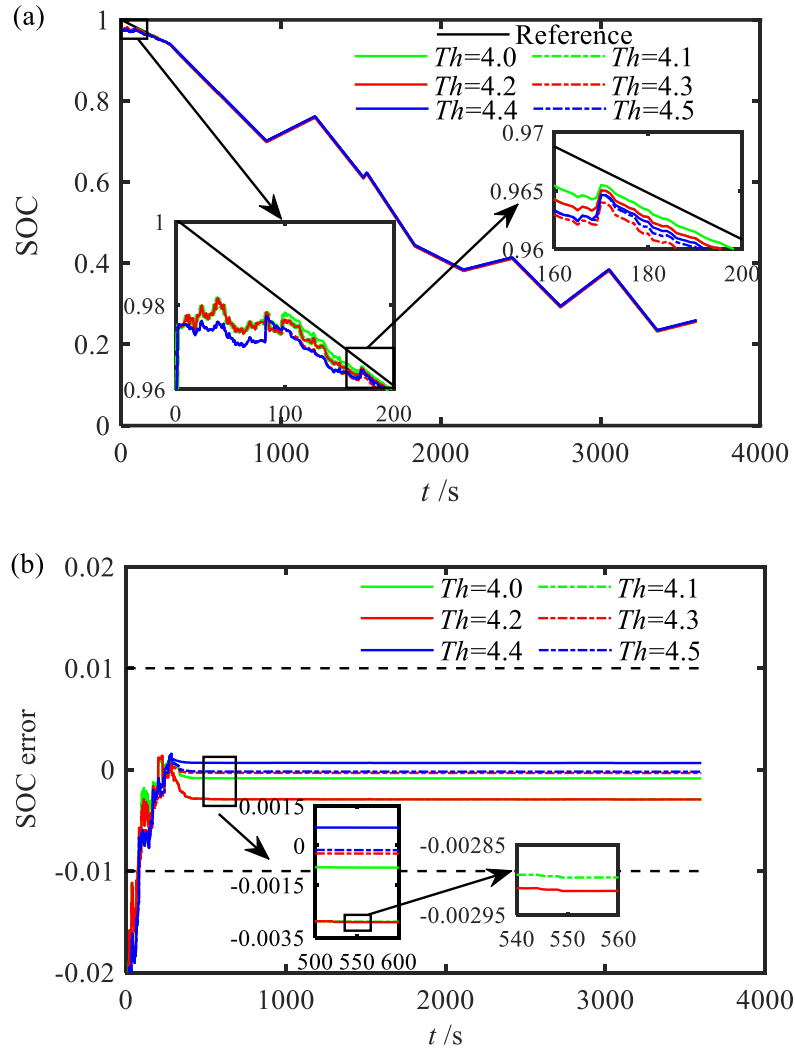 (a)
1
0.8
0.6
0.4
0.2
0
SOC
Reference
Th=4.0 Th=4.1
Th=4.2 Th=4.3
Th=4.4 Th=4.5
0.97
0.965
0.96
160 180 200
1
0.98
0.96
0 100 200
0 1000 2000 3000 4000
t /s
(b)
0.02
0.01
0
-0.01
-0.02
SOC error
Th=4.0 Th=4.1
Th=4.2 Th=4.3
Th=4.4 Th=4.5
0.0015
0
-0.0015
-0.0035
500 550 600
-0.00285
-0.00295
540 550 560
0 1000 2000 3000 4000
t /s